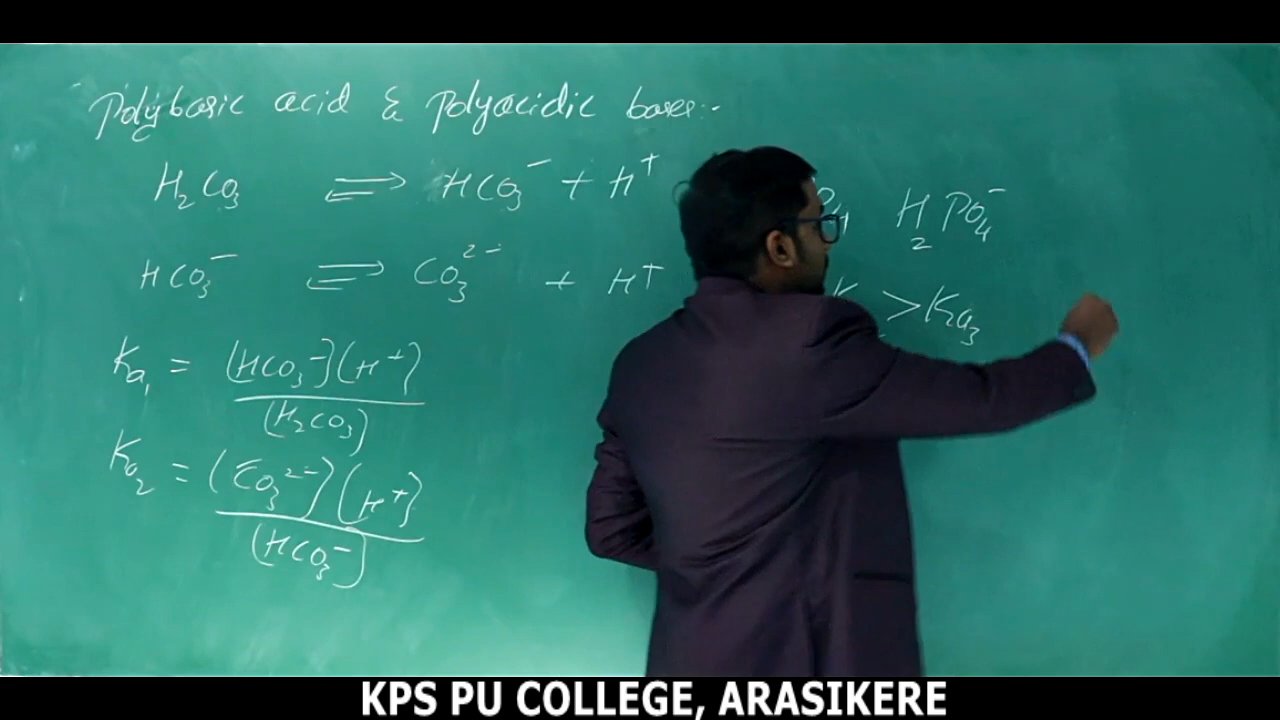 Polybasic acid & polyacidic bases:-
H₂CO₃ ⇌ HCO₃⁻ + H⁺
HCO₃⁻ ⇌ CO₃²⁻ + H⁺
Ka₁ = (HCO₃⁻)(H⁺)
(H₂CO₃)
Ka₂ = (CO₃²⁻)(H⁺)
(HCO₃⁻)
H₂PO₄⁻
K > Ka₃
KPS PU COLLEGE, ARASIKERE